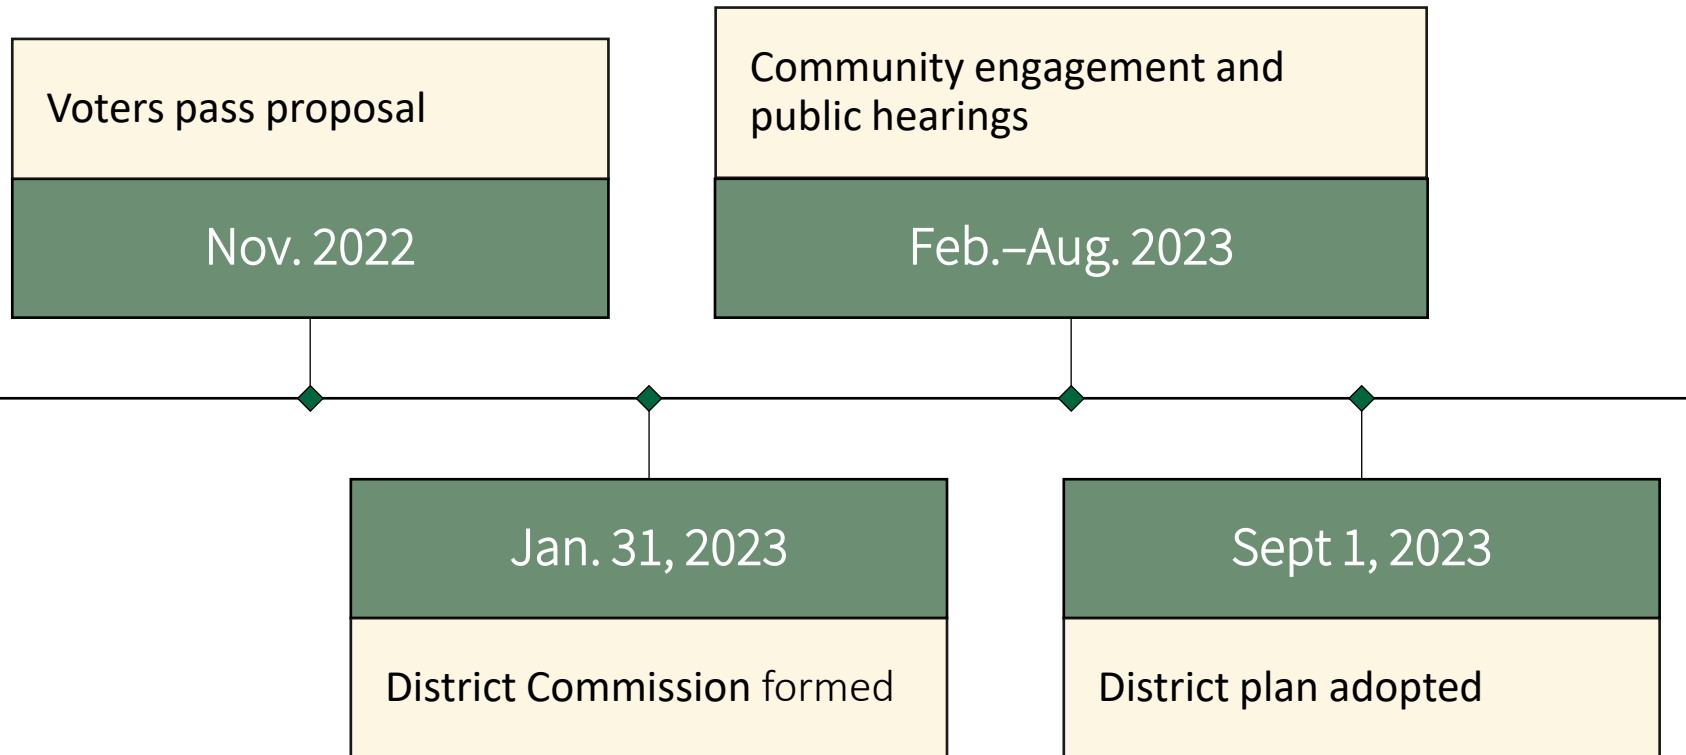 Voters pass proposal
Nov. 2022
Community engagement and
public hearings
Feb.–Aug. 2023
Jan. 31, 2023
District Commission formed
Sept 1, 2023
District plan adopted